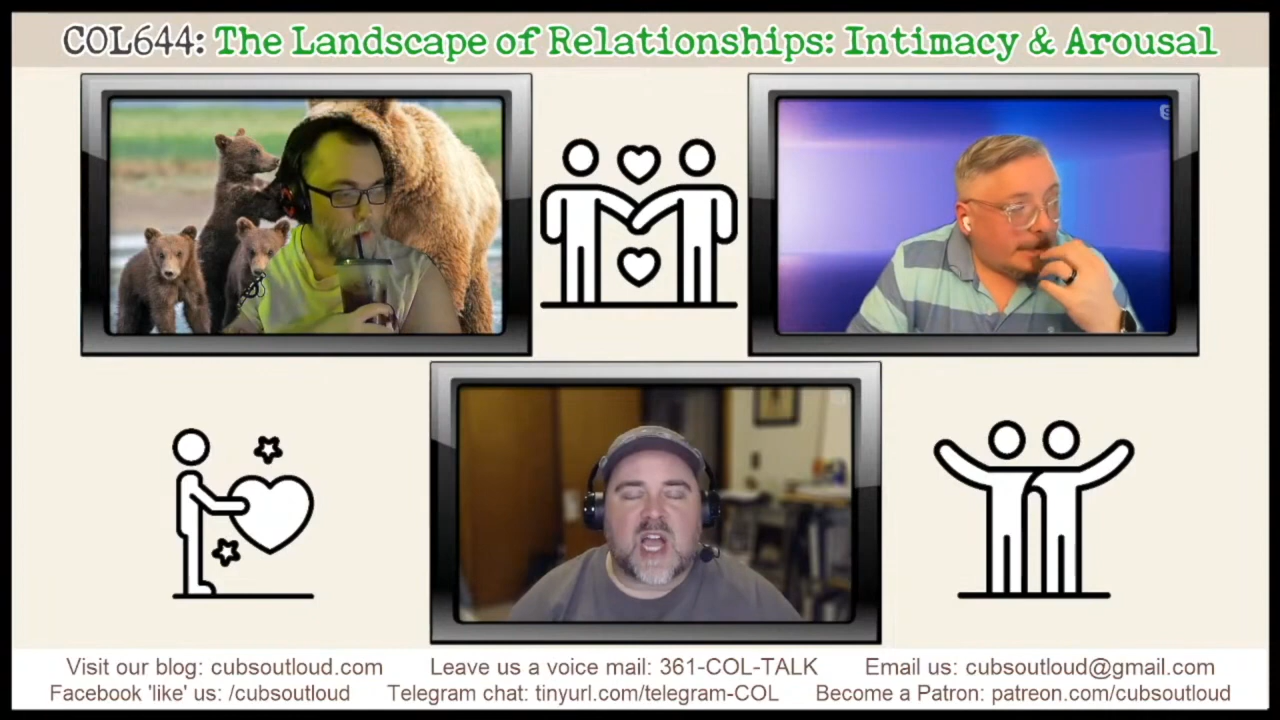 COL644: The Landscape of Relationships: Intimacy & Arousal
Visit our blog: cubsoutloud.com Leave us a voice mail: 361-COL-TALK Email us: cubsoutloud@gmail.com
Facebook 'like' us: /cubsoutloud Telegram chat: tinyurl.com/telegram-COL Become a Patron: patreon.com/cubsoutloud